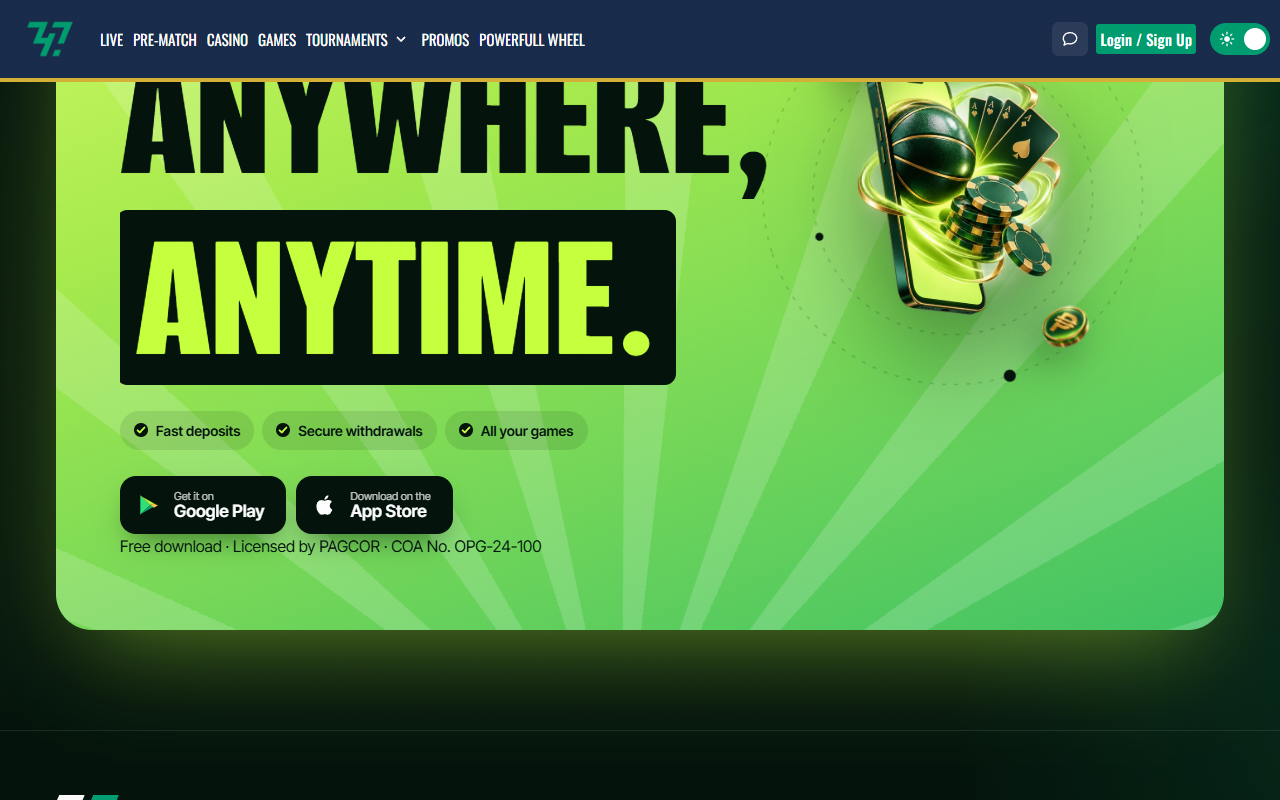 747
LIVE PRE-MATCH CASINO GAMES TOURNAMENTS PROMOS POWERFULL WHEEL
Login / Sign Up
ANYWHERE,
ANYTIME.
Fast deposits Secure withdrawals All your games
Get it on
Google Play
Download on the
App Store
Free download · Licensed by PAGCOR · COA No. OPG-24-100